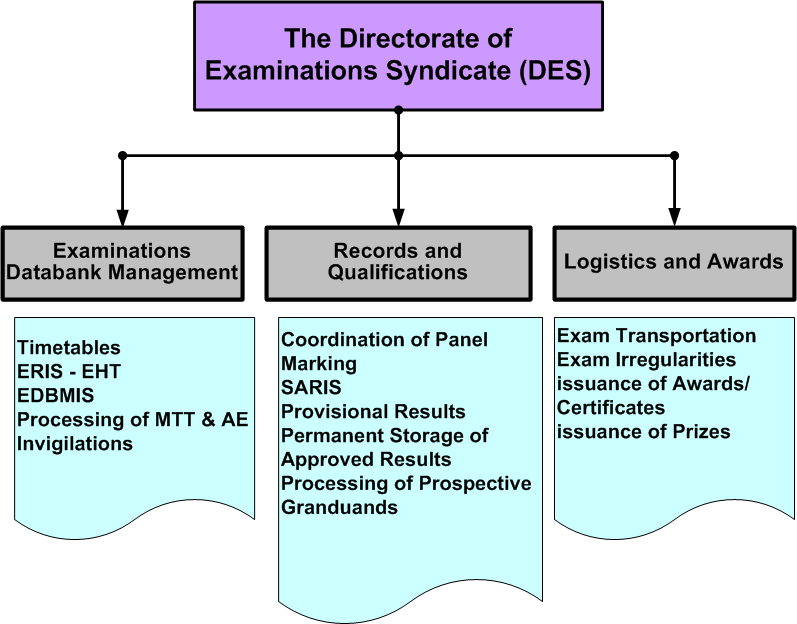 The Directorate of
Examinations Syndicate (DES)
Examinations
Databank Management
Records and
Qualifications
Logistics and Awards
Timetables
ERIS - EHT
EDBMIS
Processing of MTT & AE
Invigilations
Coordination of Panel
Marking
SARIS
Provisional Results
Permanent Storage of
Approved Results
Processing of Prospective
Granduands
Exam Transportation
Exam Irregularities
issuance of Awards/
Certificates
issuance of Prizes